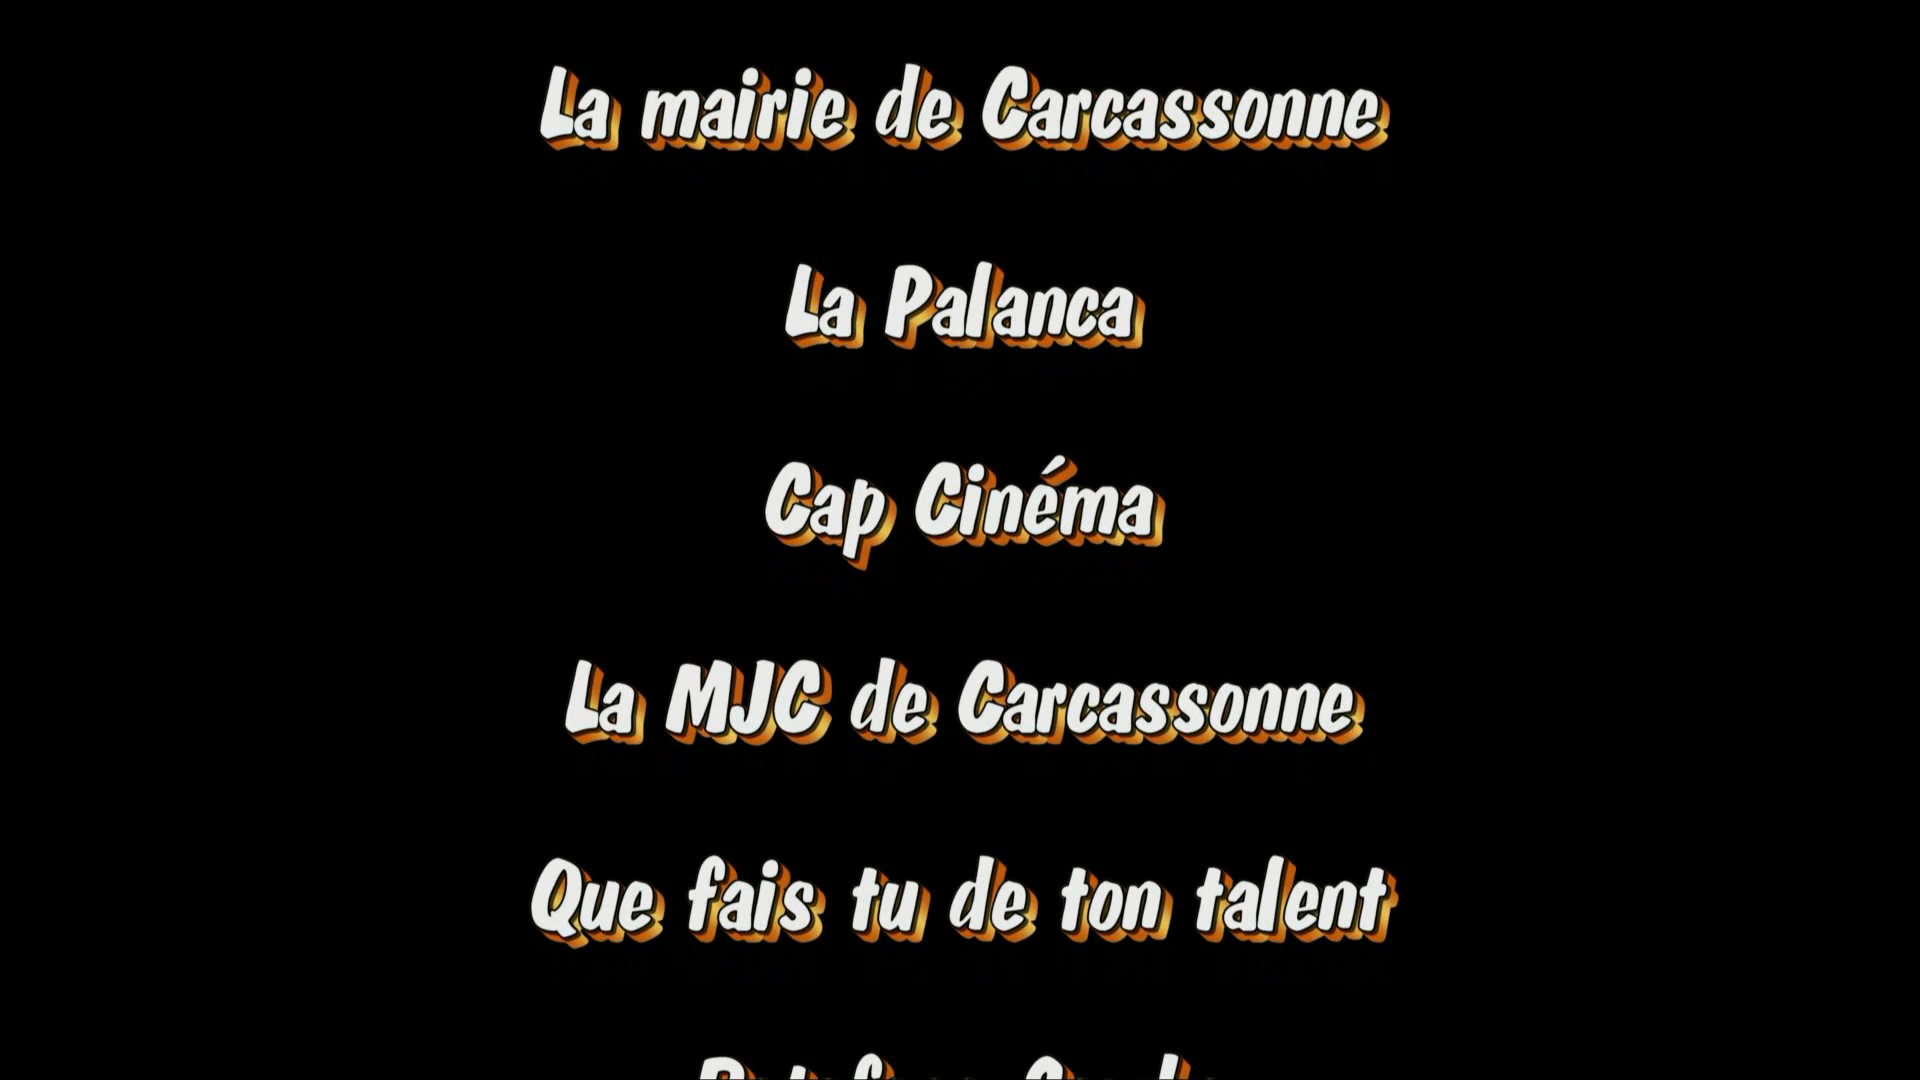 La mairie de Carcassonne
La Palanca
Cap Cinéma
La MJC de Carcassonne
Que fais tu de ton talent